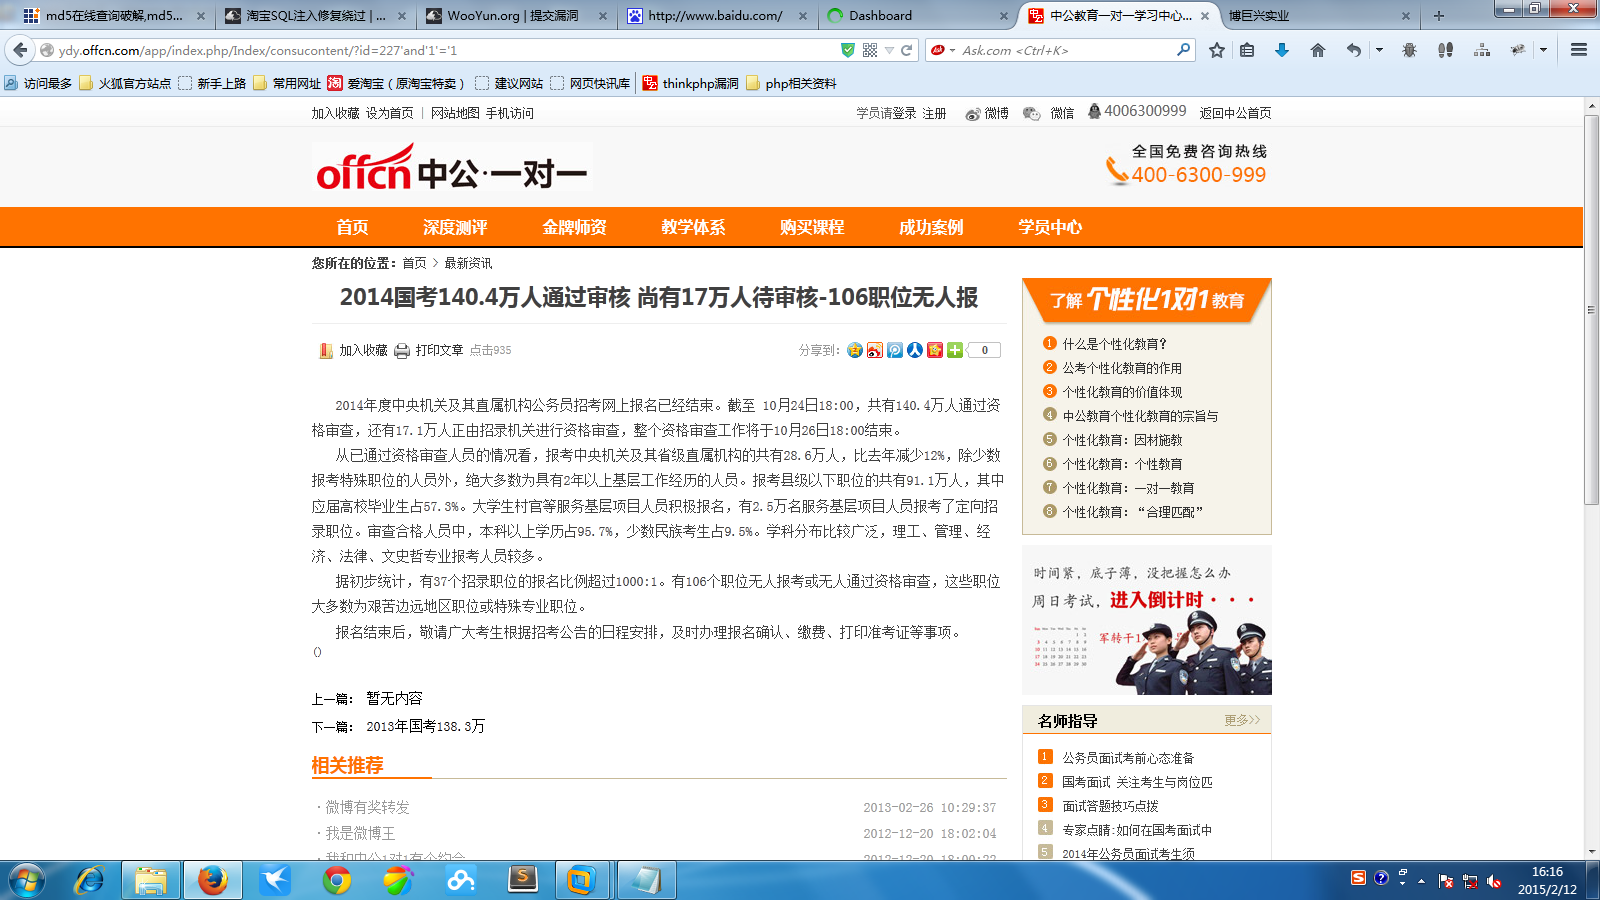 md5在线查询破解,md5...
淘宝SQL注入修复绕过 | ...
WooYun.org | 提交漏洞
http://www.baidu.com/
Dashboard
中公教育一对一学习中心...
博巨兴实业
ydy.offcn.com/app/index.php/Index/consucontent/?id=227'and'1'='1
Ask.com <Ctrl+K>
访问最多 火狐官方站点 新手上路 常用网址 爱淘宝（原淘宝特卖） 建议网站 网页快讯库 thinkphp漏洞 php相关资料
加入收藏 设为首页 | 网站地图 手机访问
学员请登录 注册 微博 微信 4006300999 返回中公首页
offcn 中公·一对一
全国免费咨询热线
400-6300-999
首页 深度测评 金牌师资 教学体系 购买课程 成功案例 学员中心
您所在的位置：首页 > 最新资讯
2014国考140.4万人通过审核 尚有17万人待审核-106职位无人报
加入收藏 打印文章 点击935
分享到： 0
2014年度中央机关及其直属机构公务员招考网上报名已经结束。截至 10月24日18:00，共有140.4万人通过资
格审查，还有17.1万人正由招录机关进行资格审查，整个资格审查工作将于10月26日18:00结束。
从已通过资格审查人员的情况看，报考中央机关及其省级直属机构的共有28.6万人，比去年减少12%，除少数
报考特殊职位的人员外，绝大多数为具有2年以上基层工作经历的人员。报考县级以下职位的共有91.1万人，其中
应届高校毕业生占57.3%。大学生村官等服务基层项目人员积极报名，有2.5万名服务基层项目人员报考了定向招
录职位。审查合格人员中，本科以上学历占95.7%，少数民族考生占9.5%。学科分布比较广泛，理工、管理、经
济、法律、文史哲专业报考人员较多。
据初步统计，有37个招录职位的报名比例超过1000:1。有106个职位无人报考或无人通过资格审查，这些职位
大多数为艰苦边远地区职位或特殊专业职位。
报名结束后，敬请广大考生根据招考公告的日程安排，及时办理报名确认、缴费、打印准考证等事项。
()
上一篇： 暂无内容
下一篇： 2013年国考138.3万
相关推荐
·微博有奖转发 2013-02-26 10:29:37
·我是微博王 2012-12-20 18:02:04
·我和中公1对1有个约会 2012-12-20 18:00:22
了解 个性化1对1 教育
1 什么是个性化教育？
2 公考个性化教育的作用
3 个性化教育的价值体现
4 中公教育个性化教育的宗旨与
5 个性化教育：因材施教
6 个性化教育：个性教育
7 个性化教育：一对一教育
8 个性化教育：“合理匹配”
时间紧，底子薄，没把握怎么办
周日考试，进入倒计时···
军转干1
名师指导 更多>>
1 公务员面试考前心态准备
2 国考面试 关注考生与岗位匹
3 面试答题技巧点拨
4 专家点睛:如何在国考面试中
5 2014年公务员面试考生须
16:16
2015/2/12